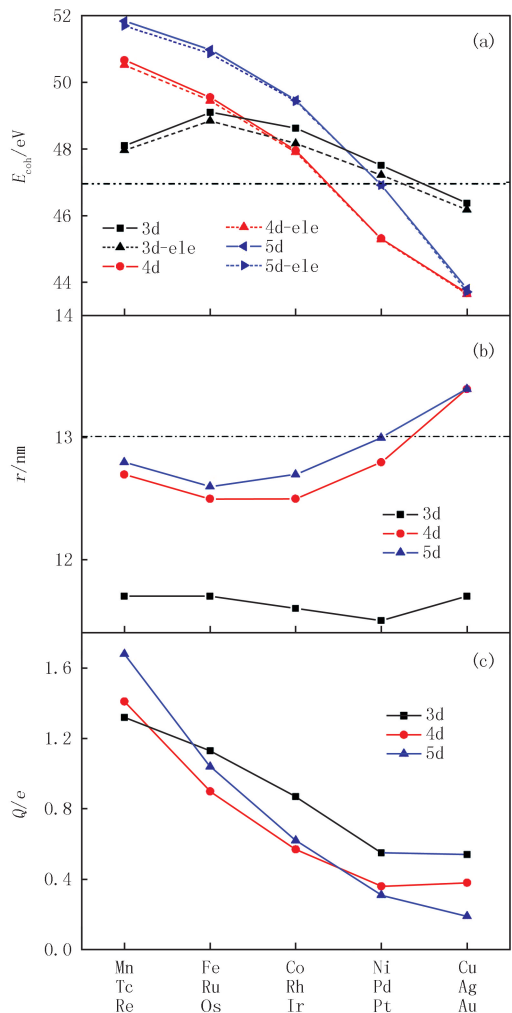 52
(a)
50
E_coh/eV
48
46
3d
3d-ele
4d
4d-ele
5d
5d-ele
44
14
(b)
13
r/nm
3d
4d
5d
12
1.6
(c)
3d
4d
5d
1.2
Q/e
0.8
0.4
0.0
Mn Fe Co Ni Cu
Tc Ru Rh Pd Ag
Re Os Ir Pt Au